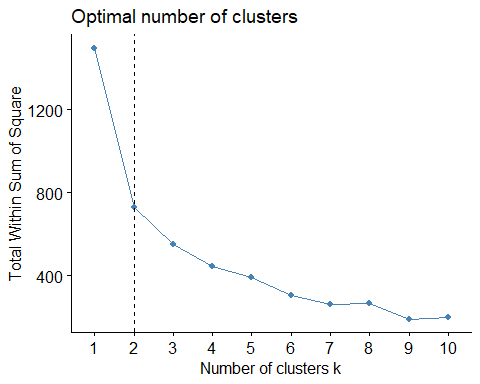 Optimal number of clusters
Total Within Sum of Square
1200
800
400
1 2 3 4 5 6 7 8 9 10
Number of clusters k